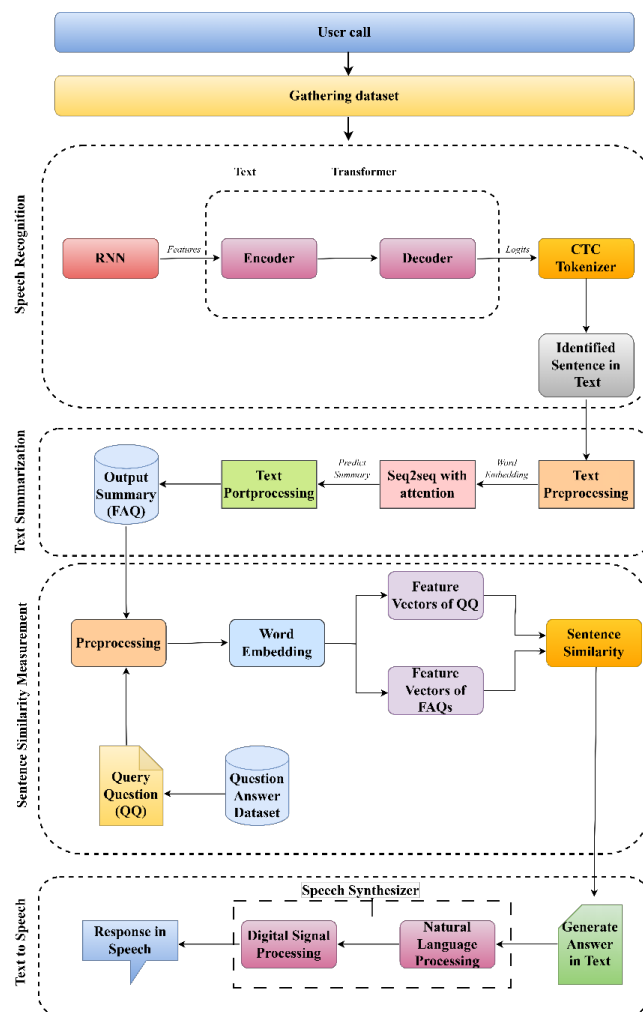 User call
Gathering dataset
Speech Recognition
Text Transformer
RNN
Features
Encoder
Decoder
Logits
CTC
Tokenizer
Identified
Sentence in
Text
Text Summarization
Output
Summary
(FAQ)
Text
Portprocessing
Predict
Summary
Seq2seq with
attention
Word
Embedding
Text
Preprocessing
Sentence Similarity Measurement
Preprocessing
Word
Embedding
Feature
Vectors of QQ
Feature
Vectors of
FAQs
Sentence
Similarity
Query
Question
(QQ)
Question
Answer
Dataset
Text to Speech
Speech Synthesizer
Response in
Speech
Digital Signal
Processing
Natural
Language
Processing
Generate
Answer
in Text